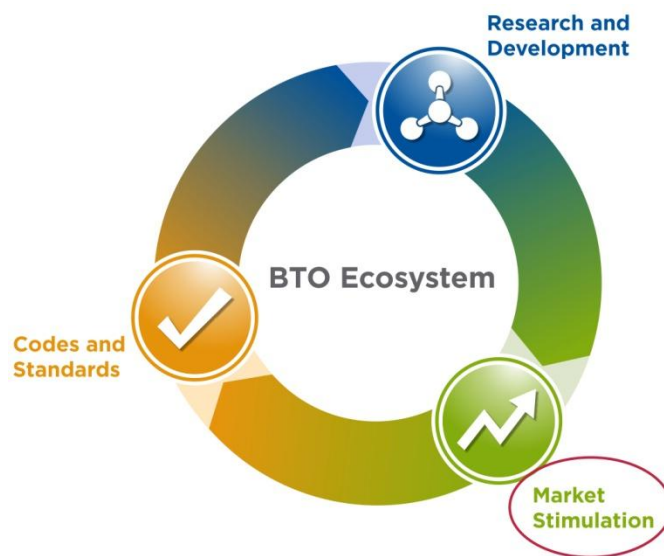 Research and
Development
BTO Ecosystem
Codes and
Standards
Market
Stimulation